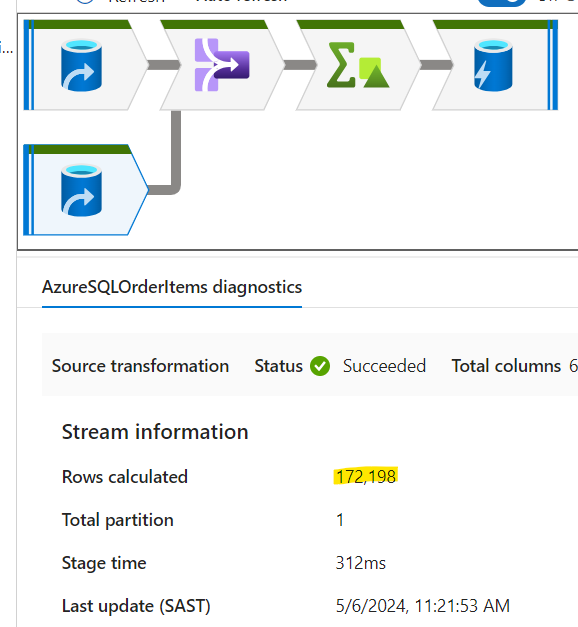 AzureSQLOrderItems diagnostics
Source transformation Status Succeeded Total columns 6
Stream information
Rows calculated 172,198
Total partition 1
Stage time 312ms
Last update (SAST) 5/6/2024, 11:21:53 AM